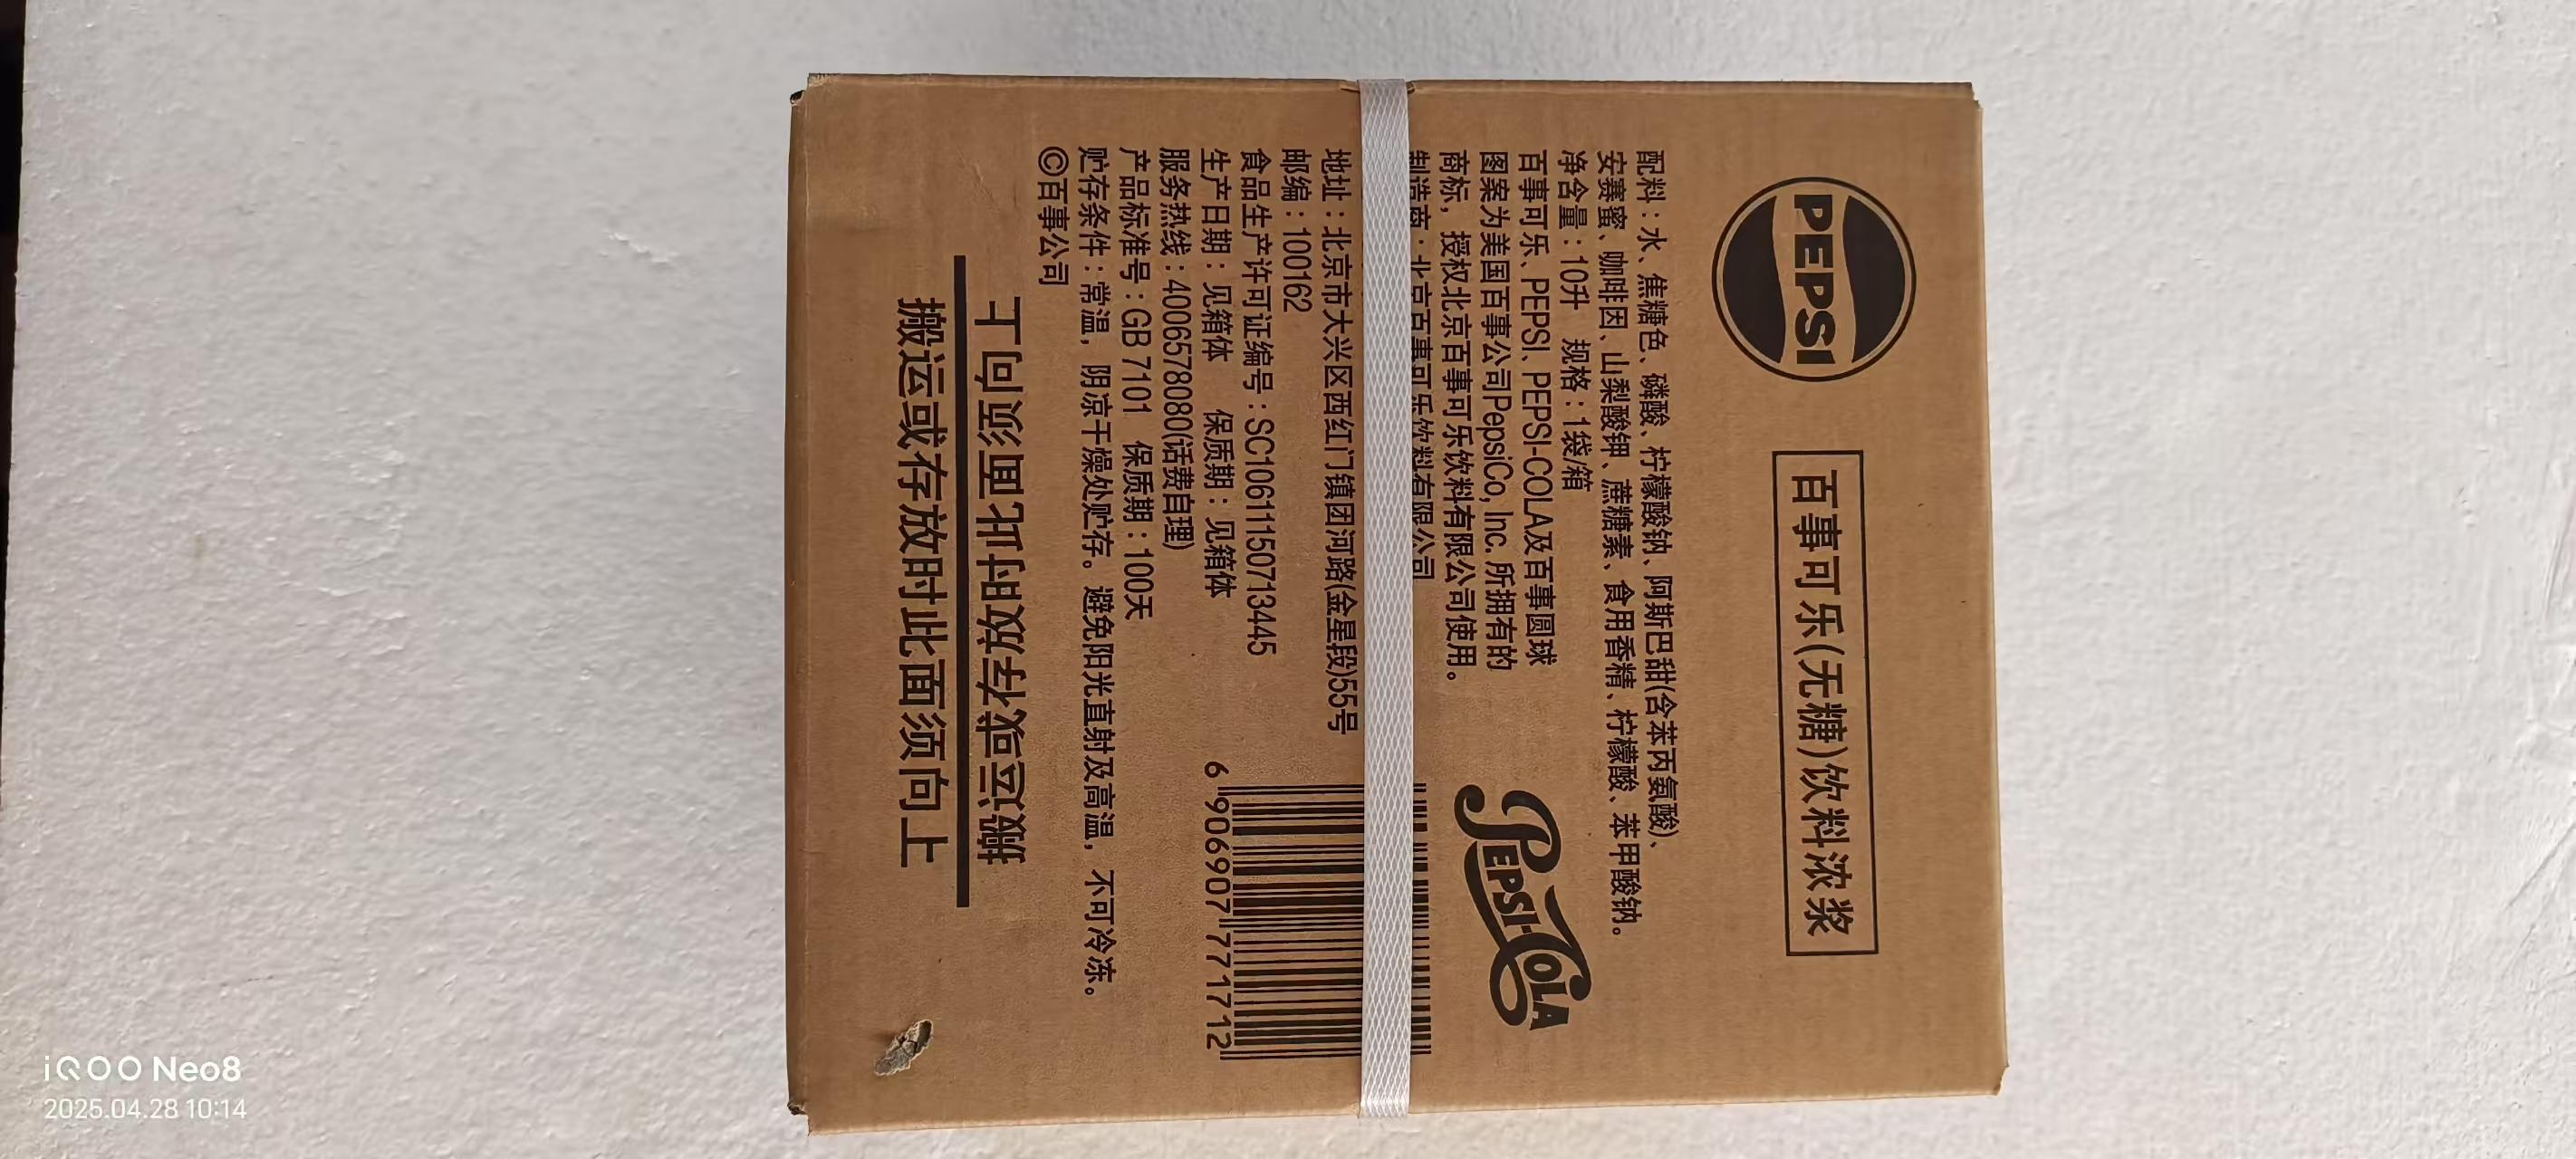 PEPSI
百事可乐(无糖)饮料浓浆
配料：水、焦糖色、磷酸、柠檬酸钠、阿斯巴甜(含苯丙氨酸)、
安赛蜜、咖啡因、山梨酸钾、蔗糖素、食用香精、柠檬酸、苯甲酸钠。
净含量：10升 规格：1袋/箱
百事可乐、PEPSI、PEPSI-COLA及百事圆球
图案为美国百事公司PepsiCo, Inc. 所拥有的
商标，授权北京百事可乐饮料有限公司使用。
制造商：北京百事可乐饮料有限公司
地址：北京市大兴区西红门镇团河路(金星段)55号
邮编：100162
食品生产许可证编号：SC10611150713445
生产日期：见箱体 保质期：见箱体
服务热线：4006578080(话费自理)
产品标准号：GB 7101 保质期：100天
贮存条件：常温，阴凉干燥处贮存。避免阳光直射及高温，不可冷冻。
©百事公司
PEPSI-COLA
6 906907 771712
搬运或存放时此面须向上
搬运或存放时此面须向上
iQOO Neo8
2025.04.28 10:14